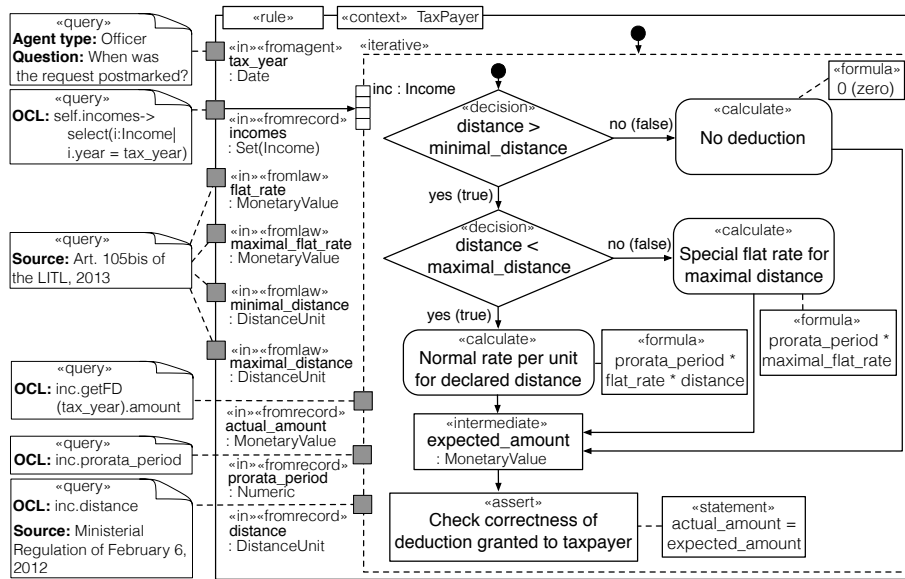 «query»
Agent type: Officer
Question: When was
the request postmarked?
«query»
OCL: self.incomes->
select(i:Income|
i.year = tax_year)
«query»
Source: Art. 105bis of
the LITL, 2013
«query»
OCL: inc.getFD
(tax_year).amount
«query»
OCL: inc.prorata_period
«query»
OCL: inc.distance
Source: Ministerial
Regulation of February 6,
2012
«rule»
«context» TaxPayer
«in»«fromagent»
tax_year
: Date
«in»«fromrecord»
incomes
: Set(Income)
«in»«fromlaw»
flat_rate
: MonetaryValue
«in»«fromlaw»
maximal_flat_rate
: MonetaryValue
«in»«fromlaw»
minimal_distance
: DistanceUnit
«in»«fromlaw»
maximal_distance
: DistanceUnit
«in»«fromrecord»
actual_amount
: MonetaryValue
«in»«fromrecord»
prorata_period
: Numeric
«in»«fromrecord»
distance
: DistanceUnit
«iterative»
inc : Income
«decision»
distance >
minimal_distance
no (false)
«calculate»
No deduction
«formula»
0 (zero)
yes (true)
«decision»
distance <
maximal_distance
no (false)
«calculate»
Special flat rate for
maximal distance
«formula»
prorata_period *
maximal_flat_rate
yes (true)
«calculate»
Normal rate per unit
for declared distance
«formula»
prorata_period *
flat_rate * distance
«intermediate»
expected_amount
: MonetaryValue
«assert»
Check correctness of
deduction granted to taxpayer
«statement»
actual_amount =
expected_amount